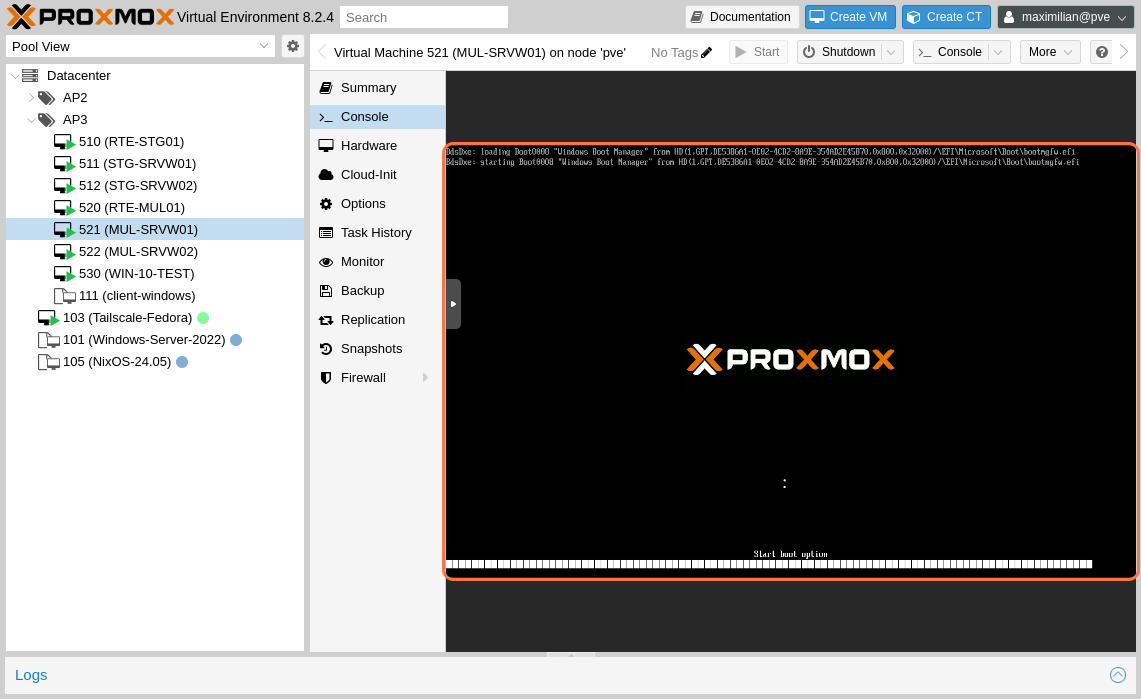 PROXMOX Virtual Environment 8.2.4
Search
Documentation
Create VM
Create CT
maximilian@pve
Pool View
Datacenter
AP2
AP3
510 (RTE-STG01)
511 (STG-SRVW01)
512 (STG-SRVW02)
520 (RTE-MUL01)
521 (MUL-SRVW01)
522 (MUL-SRVW02)
530 (WIN-10-TEST)
111 (client-windows)
103 (Tailscale-Fedora)
101 (Windows-Server-2022)
105 (NixOS-24.05)
Virtual Machine 521 (MUL-SRVW01) on node 'pve'
No Tags
Start
Shutdown
Console
More
Summary
Console
Hardware
Cloud-Init
Options
Task History
Monitor
Backup
Replication
Snapshots
Firewall
BdsDxe: loading Boot0008 "Windows Boot Manager" from HD(1,GPT,DE53B6A1-0E02-4CD2-8A9E-354AD2E45B70,0x800,0x32000)/\EFI\Microsoft\Boot\bootmgfw.efi
BdsDxe: starting Boot0008 "Windows Boot Manager" from HD(1,GPT,DE53B6A1-0E02-4CD2-8A9E-354AD2E45B70,0x800,0x32000)/\EFI\Microsoft\Boot\bootmgfw.efi
PROXMOX
:
Start boot option
Logs